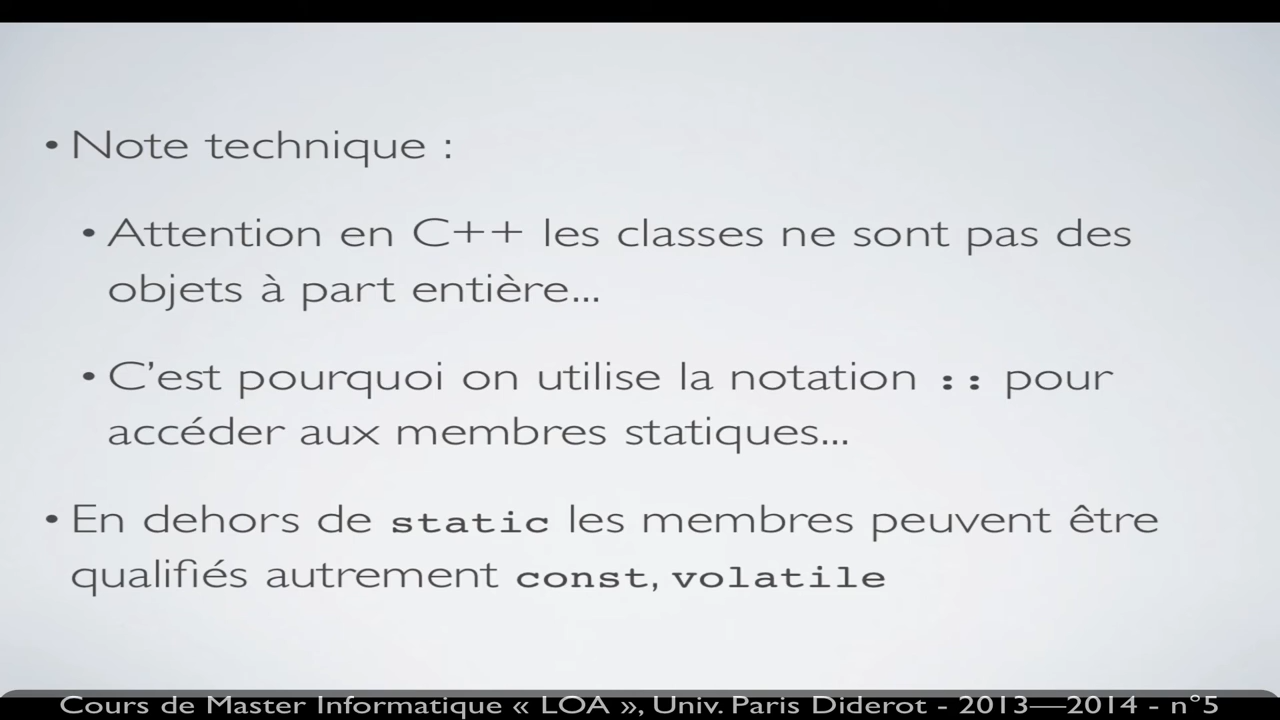 • Note technique :
• Attention en C++ les classes ne sont pas des
objets à part entière...
• C’est pourquoi on utilise la notation :: pour
accéder aux membres statiques...
• En dehors de static les membres peuvent être
qualifiés autrement const, volatile
Cours de Master Informatique « LOA », Univ. Paris Diderot - 2013—2014 - n°5